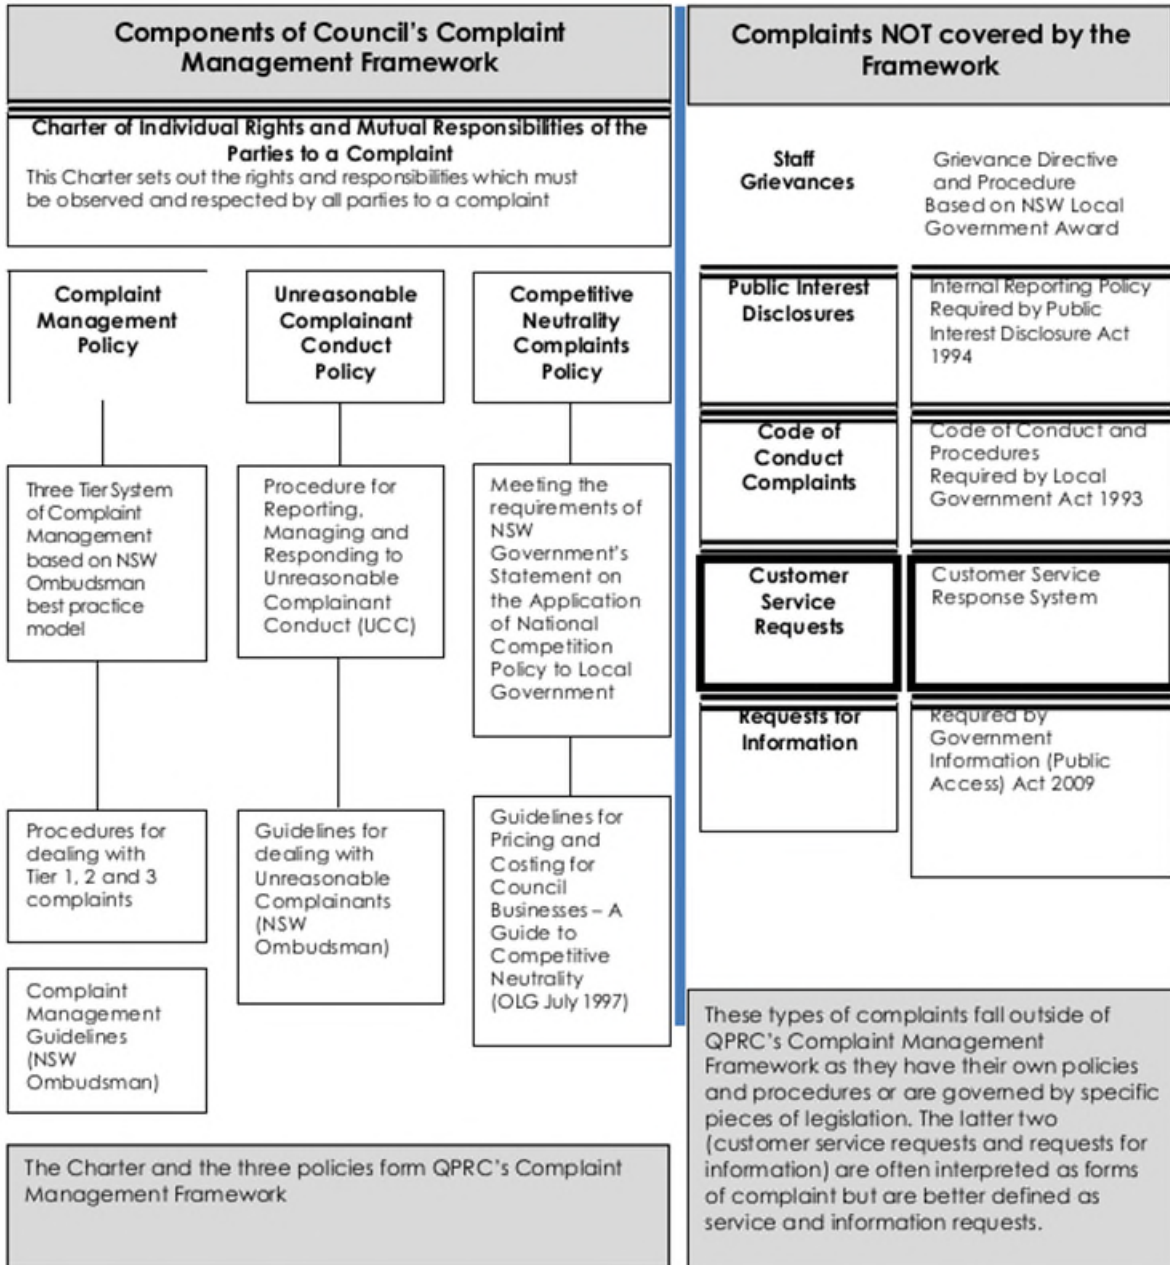 Components of Council's Complaint
Management Framework
Charter of Individual Rights and Mutual Responsibilities of the
Parties to a Complaint
This Charter sets out the rights and responsibilities which must
be observed and respected by all parties to a complaint
Complaint
Management
Policy
Three Tier System
of Complaint
Management
based on NSW
Ombudsman
best practice
model
Procedures for
dealing with
Tier 1, 2 and 3
complaints
Complaint
Management
Guidelines
(NSW
Ombudsman)
Unreasonable
Complainant
Conduct
Policy
Procedure for
Reporting,
Managing and
Responding to
Unreasonable
Complainant
Conduct (UCC)
Guidelines for
dealing with
Unreasonable
Complainants
(NSW
Ombudsman)
Competitive
Neutrality
Complaints
Policy
Meeting the
requirements of
NSW
Government's
Statement on
the Application
of National
Competition
Policy to Local
Government
Guidelines for
Pricing and
Costing for
Council
Businesses – A
Guide to
Competitive
Neutrality
(OLG July 1997)
The Charter and the three policies form QPRC's Complaint
Management Framework
Complaints NOT covered by the
Framework
Staff
Grievances
Grievance Directive
and Procedure
Based on NSW Local
Government Award
Public Interest
Disclosures
Internal Reporting Policy
Required by Public
Interest Disclosure Act
1994
Code of
Conduct
Complaints
Code of Conduct and
Procedures
Required by Local
Government Act 1993
Customer
Service
Requests
Customer Service
Response System
Requests for
Information
Required by
Government
Information (Public
Access) Act 2009
These types of complaints fall outside of
QPRC's Complaint Management
Framework as they have their own policies
and procedures or are governed by specific
pieces of legislation. The latter two
(customer service requests and requests for
information) are often interpreted as forms
of complaint but are better defined as
service and information requests.